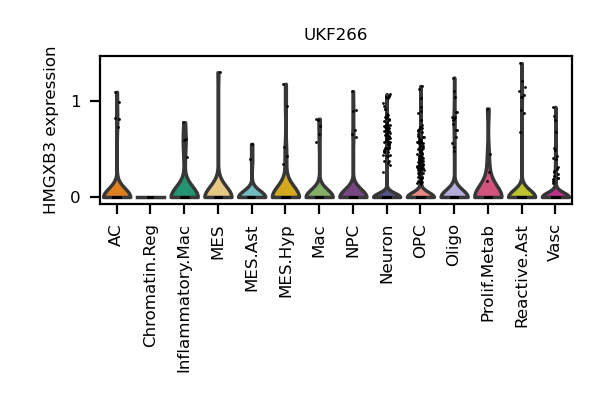 UKF266
HMGXB3 expression
1
0
AC
Chromatin.Reg
Inflammatory.Mac
MES
MES.Ast
MES.Hyp
Mac
NPC
Neuron
OPC
Oligo
Prolif.Metab
Reactive.Ast
Vasc